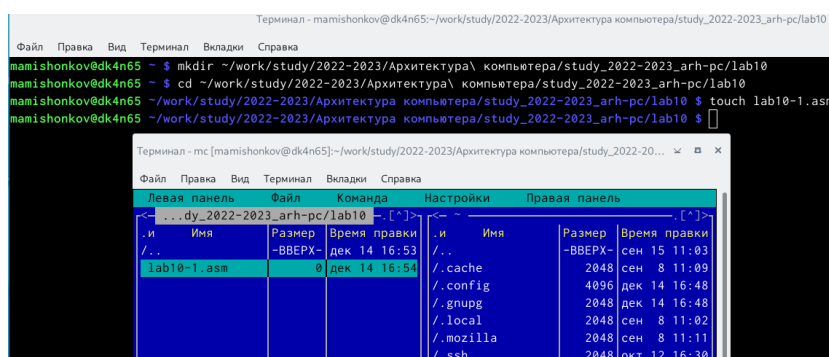 Терминал - mamishonkov@dk4n65:~/work/study/2022-2023/Архитектура компьютера/study_2022-2023_arh-pc/lab10
Файл Правка Вид Терминал Вкладки Справка
mamishonkov@dk4n65 ~ $ mkdir ~/work/study/2022-2023/Архитектура\ компьютера/study_2022-2023_arh-pc/lab10
mamishonkov@dk4n65 ~ $ cd ~/work/study/2022-2023/Архитектура\ компьютера/study_2022-2023_arh-pc/lab10
mamishonkov@dk4n65 ~/work/study/2022-2023/Архитектура компьютера/study_2022-2023_arh-pc/lab10 $ touch lab10-1.asm
mamishonkov@dk4n65 ~/work/study/2022-2023/Архитектура компьютера/study_2022-2023_arh-pc/lab10 $
Терминал - mc [mamishonkov@dk4n65]:~/work/study/2022-2023/Архитектура компьютера/study_2022-20...
Файл Правка Вид Терминал Вкладки Справка
Левая панель Файл Команда Настройки Правая панель
<- ...dy_2022-2023_arh-pc/lab10 -.[^]> <- ~ .[^]>
.и Имя Размер Время правки .и Имя Размер Время правки
/.. -ВВЕРХ- дек 14 16:53 /.. -ВВЕРХ- сен 15 11:03
lab10-1.asm 0 дек 14 16:54 /.cache 2048 сен 8 11:09
/.config 4096 дек 14 16:48
/.gnupg 2048 дек 14 16:48
/.local 2048 сен 8 11:02
/.mozilla 2048 сен 8 11:11
/.ssh 2048 окт 12 16:30